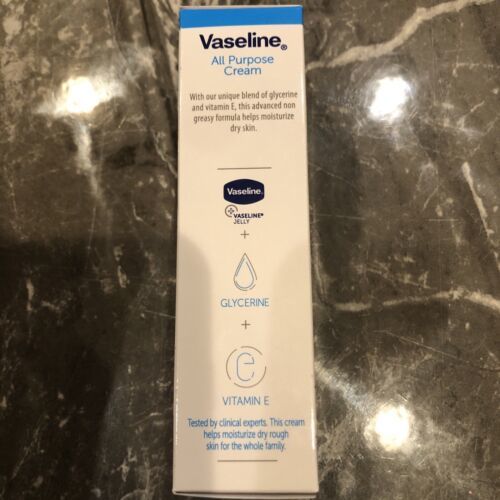 Vaseline®
All Purpose
Cream
With our unique blend of glycerine
and vitamin E, this advanced non
greasy formula helps moisturize
dry skin.
Vaseline.
VASELINE®
JELLY
+
GLYCERINE
+
e
VITAMIN E
Tested by clinical experts. This cream
helps moisturize dry rough
skin for the whole family.